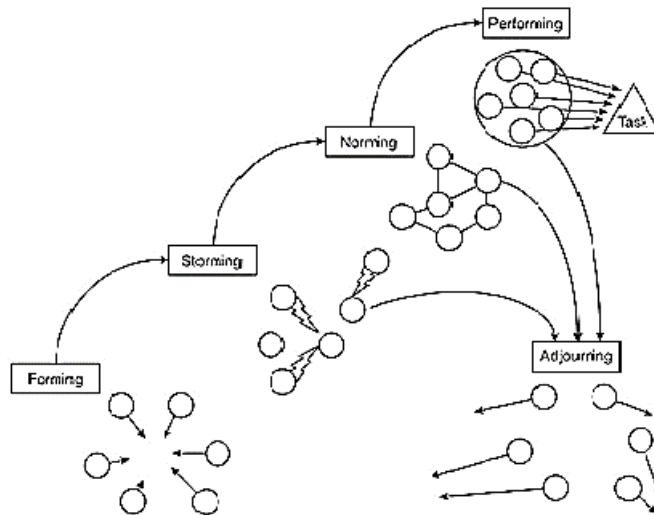 Performing
Task
Norming
Storming
Adjourning
Forming